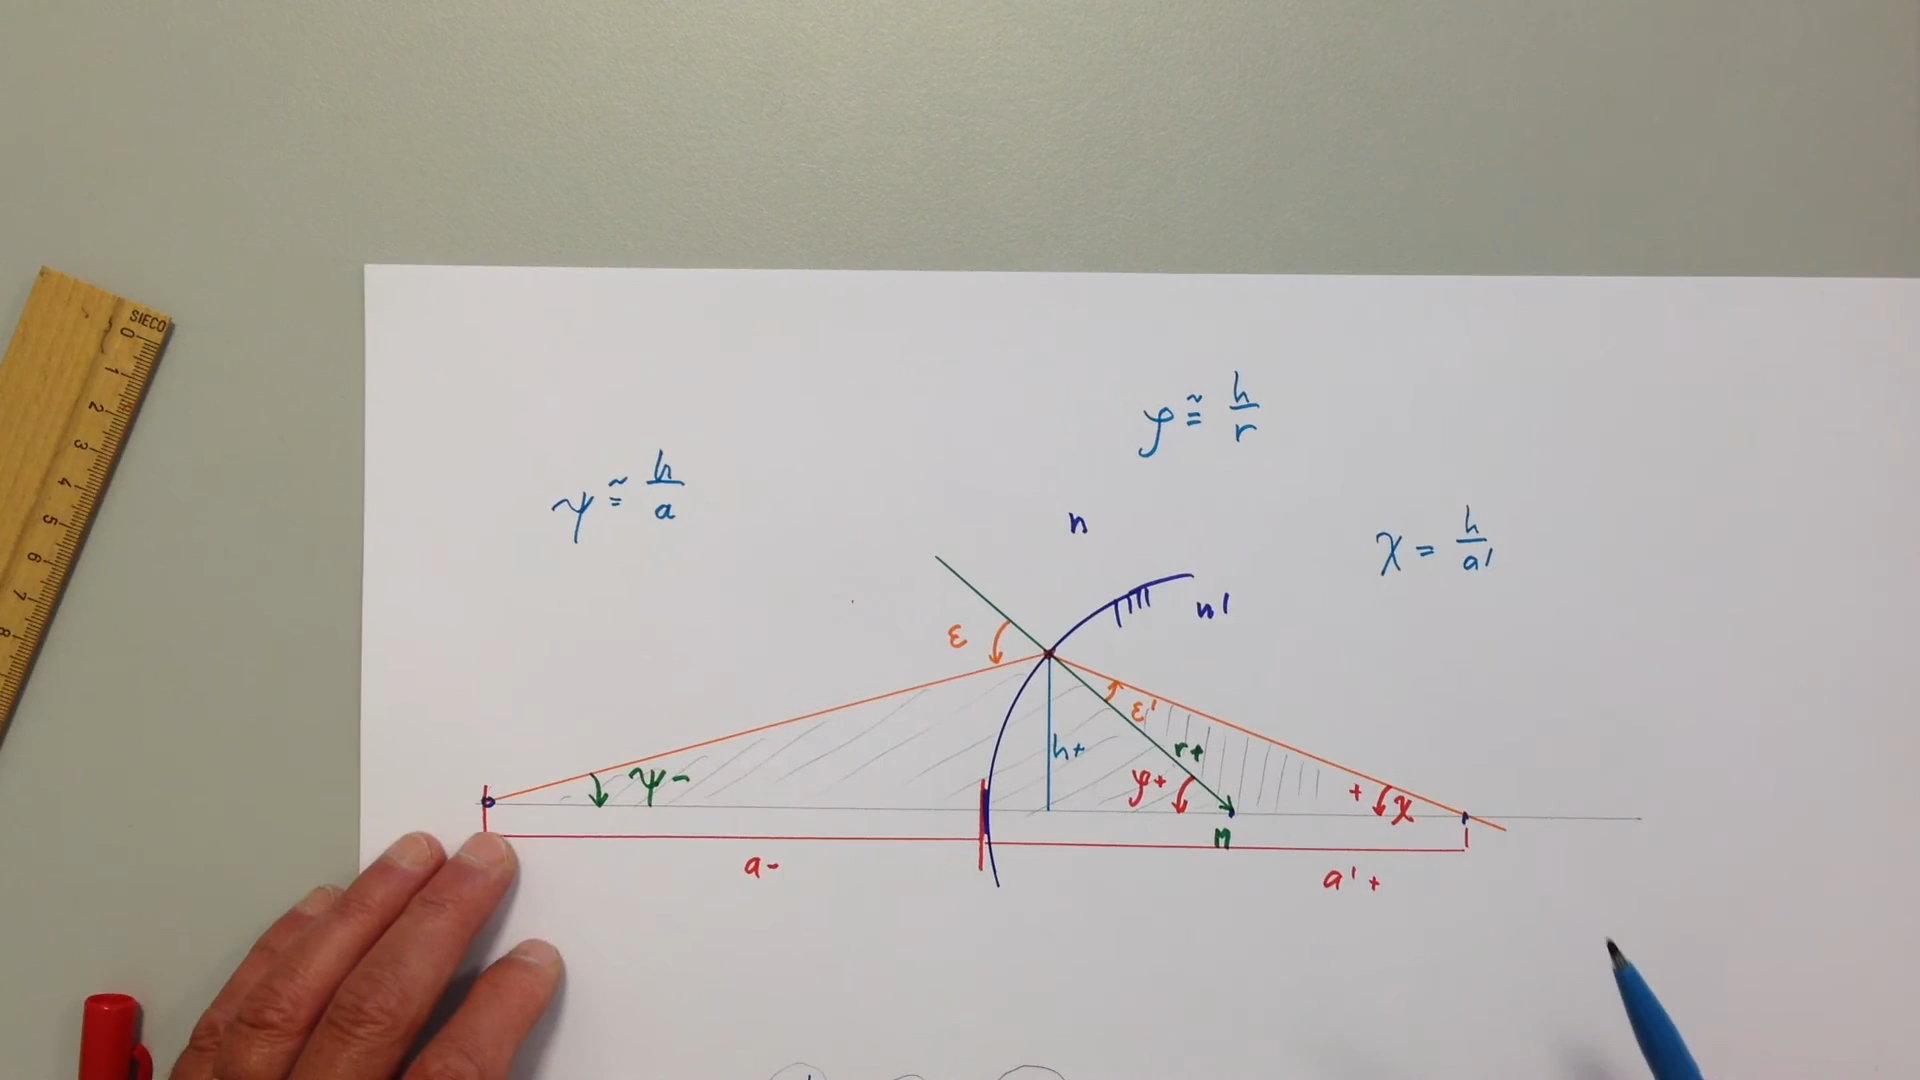 SIECO
0
1
2
3
4
5
6
7
8
φ ≅ h/r
ψ ≅ h/a
n
χ = h/a'
n'
ε
ε'
h+
r+
ψ-
φ+
+ χ
M
a-
a'+